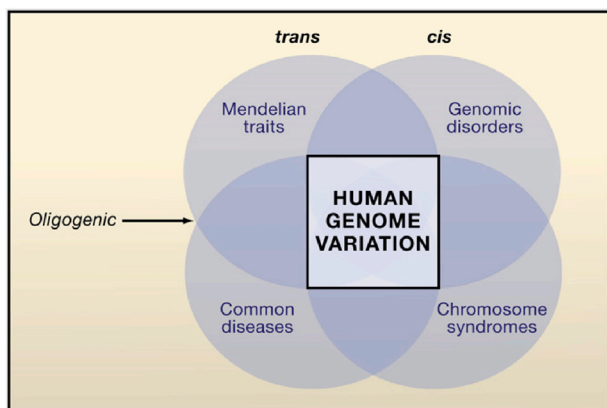 trans
cis
Mendelian
traits
Genomic
disorders
HUMAN
GENOME
VARIATION
Oligogenic
Common
diseases
Chromosome
syndromes